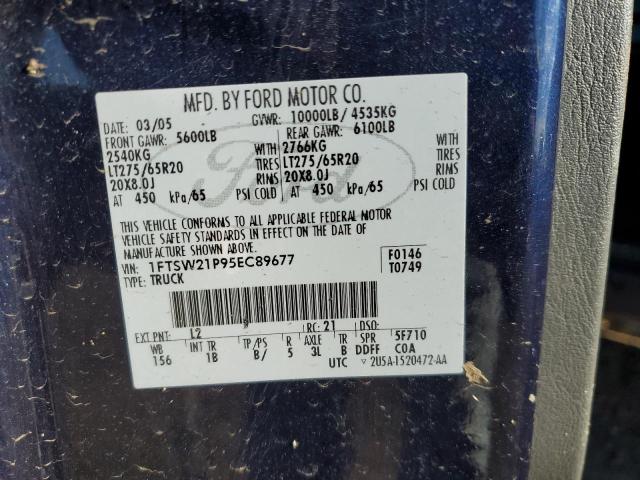 MFD. BY FORD MOTOR CO.
DATE: 03/05 GVWR: 10000LB/ 4535KG
FRONT GAWR: 5600LB REAR GAWR: 6100LB
2540KG WITH 2766KG WITH
LT275/65R20 TIRES LT275/65R20 TIRES
20X8.0J RIMS 20X8.0J RIMS
AT 450 kPa/65 PSI COLD AT 450 kPa/65 PSI COLD
Ford
THIS VEHICLE CONFORMS TO ALL APPLICABLE FEDERAL MOTOR
VEHICLE SAFETY STANDARDS IN EFFECT ON THE DATE OF
MANUFACTURE SHOWN ABOVE.
VIN: 1FTSW21P95EC89677 F0146
TYPE: TRUCK T0749
EXT PNT: L2 RC: 21 DSO:
WB INT TR TP/PS R AXLE TR SPR 5F710
156 1B B/ 5 3L B DDFF C0A
UTC ▽ 2U5A-1520472-AA